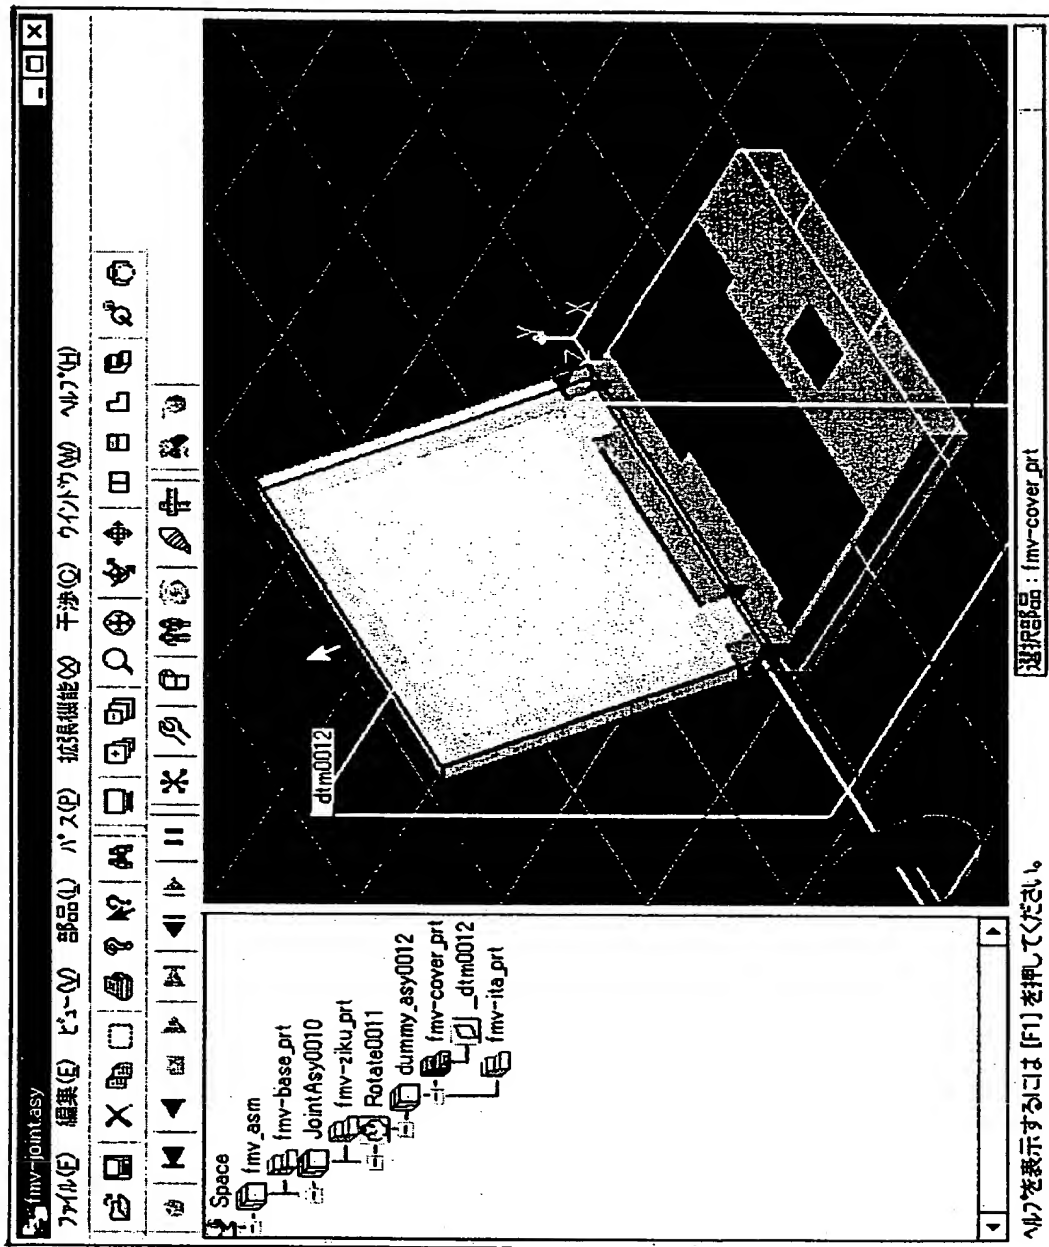 fmv-joint.asy
ファイル(F) 編集(E) ビュー(V) 部品(L) パス(P) 拡張機能(X) 干渉(Q) ウィンドウ(W) ヘルプ(H)
Space
fmv_asm
fmv-base_prt
JointAsy0010
fmv-ziku_prt
Rotate0011
dummy_asy0012
fmv-cover_prt
_dtm0012
fmv-ita_prt
dtm0012
Y
X
Z
ヘルプを表示するには [F1] を押してください。
選択部品 : fmv-cover_prt